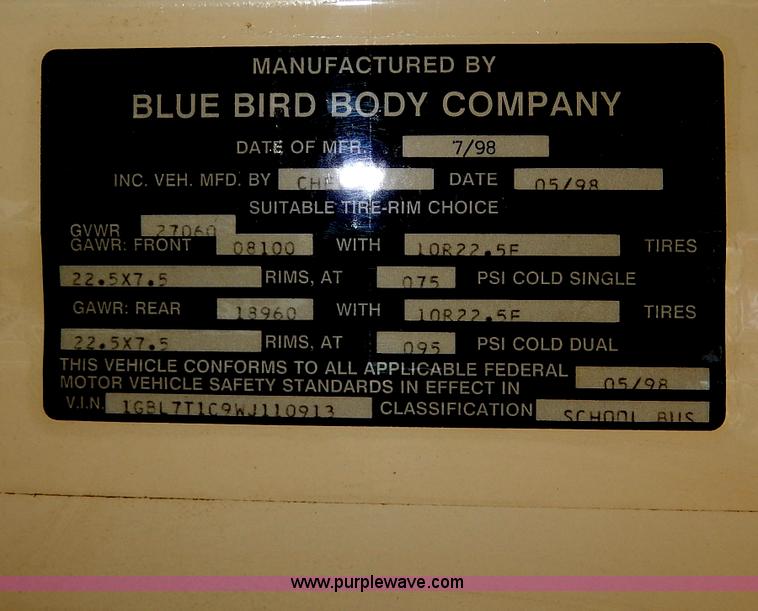 MANUFACTURED BY
BLUE BIRD BODY COMPANY
DATE OF MFR. 7/98
INC. VEH. MFD. BY DATE 05/98
SUITABLE TIRE-RIM CHOICE
GVWR 27060
GAWR: FRONT 08100 WITH 10R22.5F TIRES
22.5X7.5 RIMS, AT 075 PSI COLD SINGLE
GAWR: REAR 18960 WITH 10R22.5F TIRES
22.5X7.5 RIMS, AT 095 PSI COLD DUAL
THIS VEHICLE CONFORMS TO ALL APPLICABLE FEDERAL
MOTOR VEHICLE SAFETY STANDARDS IN EFFECT IN 05/98
V.I.N. 1GBL7T1C9WJ110913 CLASSIFICATION SCHOOL BUS
www.purplewave.com